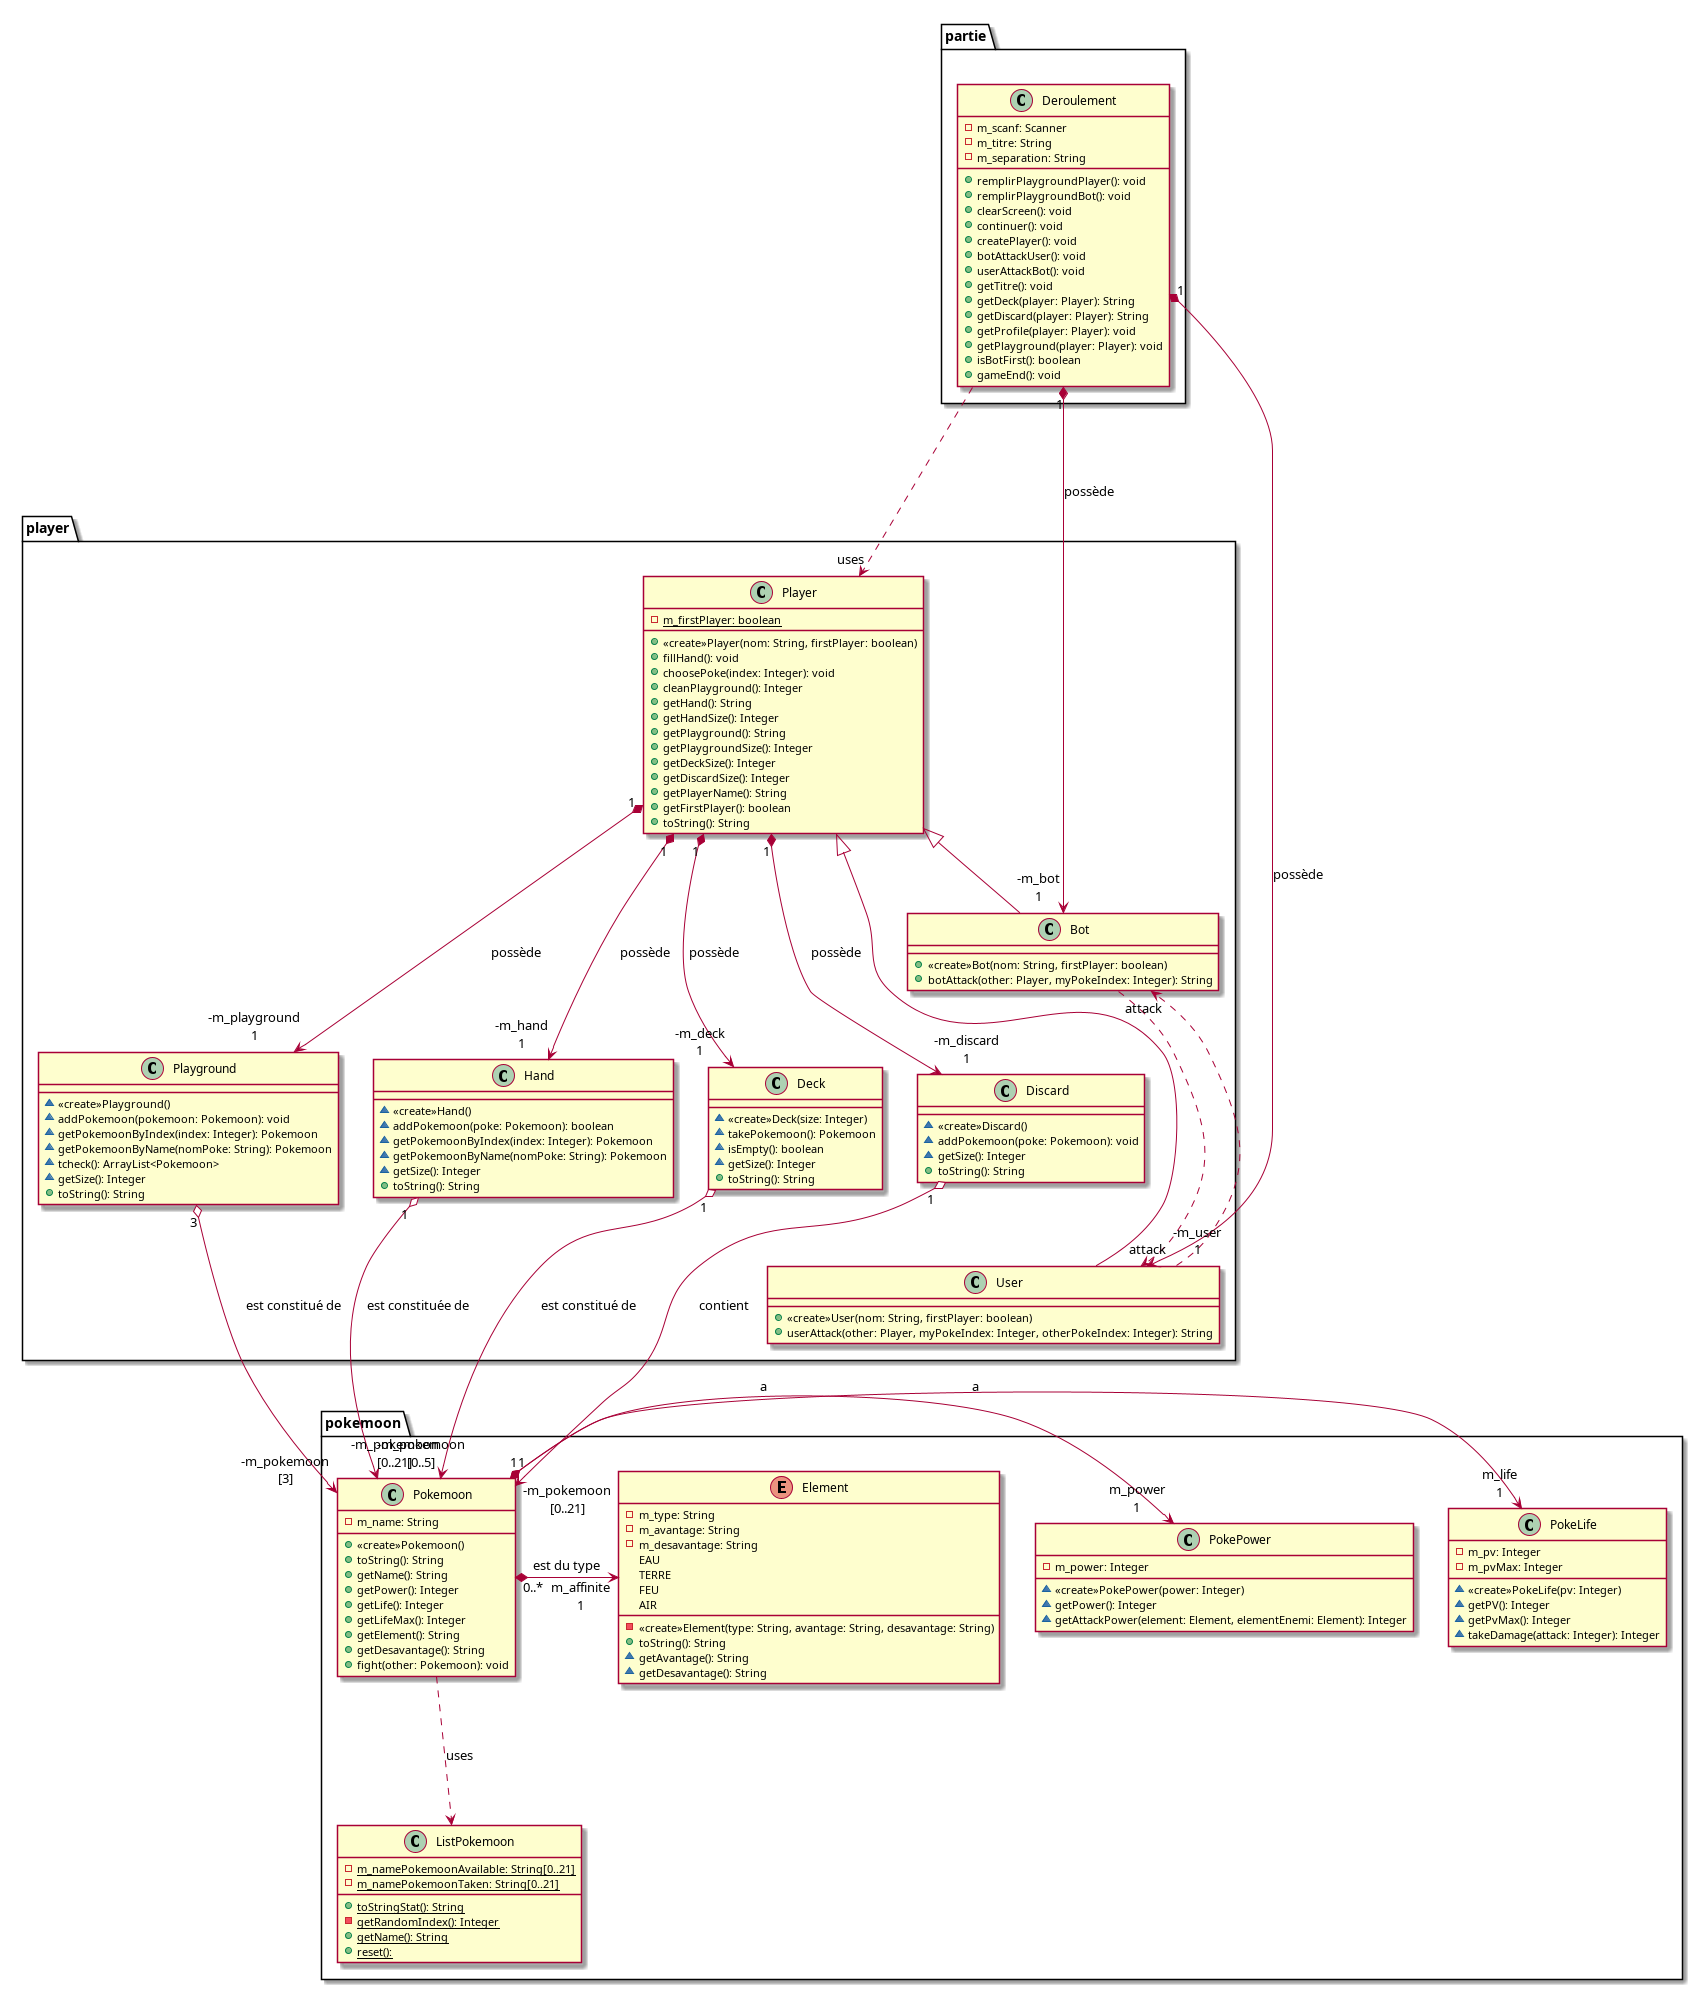 partie
Deroulement
m_scanf: Scanner
m_titre: String
m_separation: String
remplirPlaygroundPlayer(): void
remplirPlaygroundBot(): void
clearScreen(): void
continuer(): void
createPlayer(): void
botAttackUser(): void
userAttackBot(): void
getTitre(): void
getDeck(player: Player): String
getDiscard(player: Player): String
getProfile(player: Player): void
getPlayground(player: Player): void
isBotFirst(): boolean
gameEnd(): void
1
1
possède
possède
player
uses
Player
m_firstPlayer: boolean
«create»Player(nom: String, firstPlayer: boolean)
fillHand(): void
choosePoke(index: Integer): void
cleanPlayground(): Integer
getHand(): String
getHandSize(): Integer
getPlayground(): String
getPlaygroundSize(): Integer
getDeckSize(): Integer
getDiscardSize(): Integer
getPlayerName(): String
getFirstPlayer(): boolean
toString(): String
1
1
1
1
-m_bot
1
Bot
«create»Bot(nom: String, firstPlayer: boolean)
botAttack(other: Player, myPokeIndex: Integer): String
possède
possède
possède
possède
attack
-m_playground
1
-m_hand
1
-m_deck
1
-m_discard
1
Playground
«create»Playground()
addPokemoon(pokemoon: Pokemoon): void
getPokemoonByIndex(index: Integer): Pokemoon
getPokemoonByName(nomPoke: String): Pokemoon
tcheck(): ArrayList<Pokemoon>
getSize(): Integer
toString(): String
3
Hand
«create»Hand()
addPokemoon(poke: Pokemoon): boolean
getPokemoonByIndex(index: Integer): Pokemoon
getPokemoonByName(nomPoke: String): Pokemoon
getSize(): Integer
toString(): String
1
Deck
«create»Deck(size: Integer)
takePokemoon(): Pokemoon
isEmpty(): boolean
getSize(): Integer
toString(): String
1
Discard
«create»Discard()
addPokemoon(poke: Pokemoon): void
getSize(): Integer
toString(): String
1
-m_user
1
attack
User
«create»User(nom: String, firstPlayer: boolean)
userAttack(other: Player, myPokeIndex: Integer, otherPokeIndex: Integer): String
est constitué de
est constituée de
est constitué de
contient
a
a
pokemoon
-m_pokemoon
[3]
-m_pokemoon
[0..21]
[0..5]
1
1
-m_pokemoon
[0..21]
Pokemoon
m_name: String
«create»Pokemoon()
toString(): String
getName(): String
getPower(): Integer
getLife(): Integer
getLifeMax(): Integer
getElement(): String
getDesavantage(): String
fight(other: Pokemoon): void
est du type
0..*
m_affinite
1
Element
m_type: String
m_avantage: String
m_desavantage: String
EAU
TERRE
FEU
AIR
«create»Element(type: String, avantage: String, desavantage: String)
toString(): String
getAvantage(): String
getDesavantage(): String
m_power
1
PokePower
m_power: Integer
«create»PokePower(power: Integer)
getPower(): Integer
getAttackPower(element: Element, elementEnemi: Element): Integer
m_life
1
PokeLife
m_pv: Integer
m_pvMax: Integer
«create»PokeLife(pv: Integer)
getPV(): Integer
getPvMax(): Integer
takeDamage(attack: Integer): Integer
uses
ListPokemoon
m_namePokemoonAvailable: String[0..21]
m_namePokemoonTaken: String[0..21]
toStringStat(): String
getRandomIndex(): Integer
getName(): String
reset():